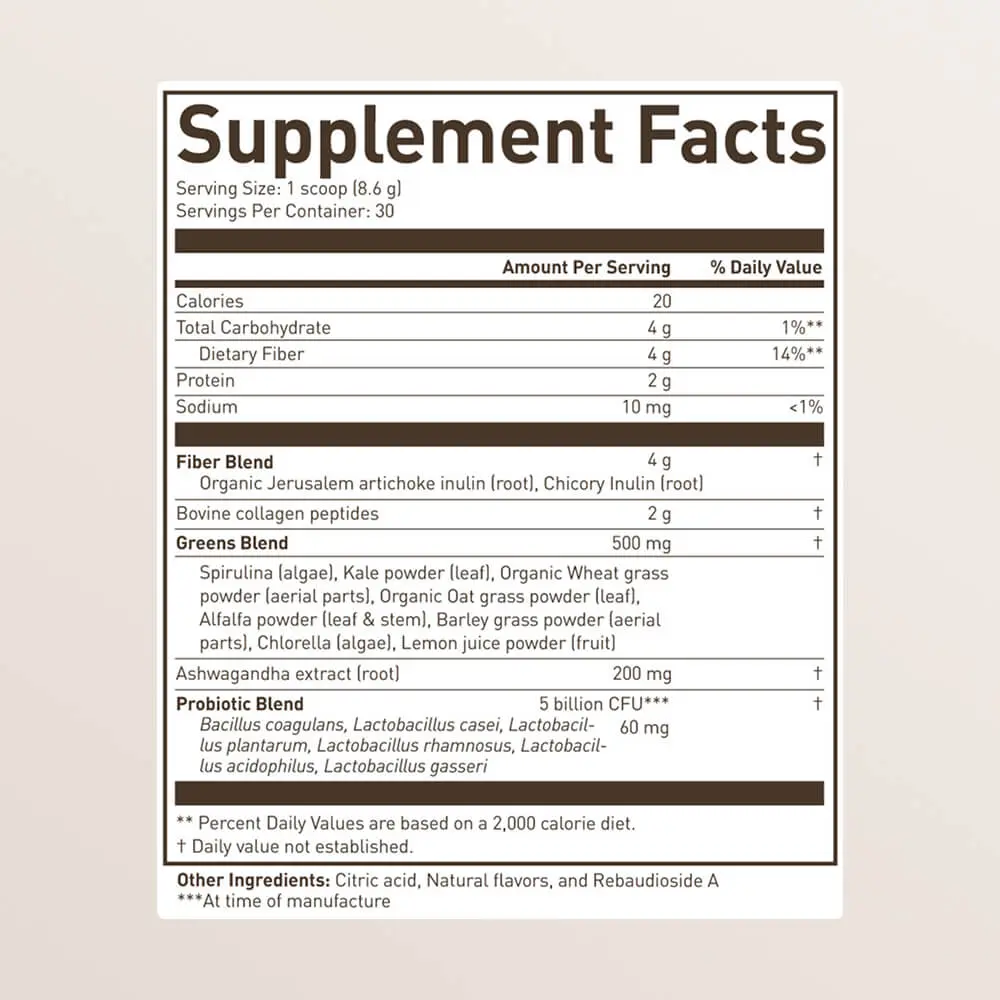 Supplement Facts
Serving Size: 1 scoop (8.6 g)
Servings Per Container: 30
Amount Per Serving % Daily Value
Calories 20
Total Carbohydrate 4 g 1%**
Dietary Fiber 4 g 14%**
Protein 2 g
Sodium 10 mg <1%
Fiber Blend 4 g †
Organic Jerusalem artichoke inulin (root), Chicory Inulin (root)
Bovine collagen peptides 2 g †
Greens Blend 500 mg †
Spirulina (algae), Kale powder (leaf), Organic Wheat grass
powder (aerial parts), Organic Oat grass powder (leaf),
Alfalfa powder (leaf & stem), Barley grass powder (aerial
parts), Chlorella (algae), Lemon juice powder (fruit)
Ashwagandha extract (root) 200 mg †
Probiotic Blend 5 billion CFU*** †
Bacillus coagulans, Lactobacillus casei, Lactobacil- 60 mg
lus plantarum, Lactobacillus rhamnosus, Lactobacil-
lus acidophilus, Lactobacillus gasseri
** Percent Daily Values are based on a 2,000 calorie diet.
† Daily value not established.
Other Ingredients: Citric acid, Natural flavors, and Rebaudioside A
***At time of manufacture